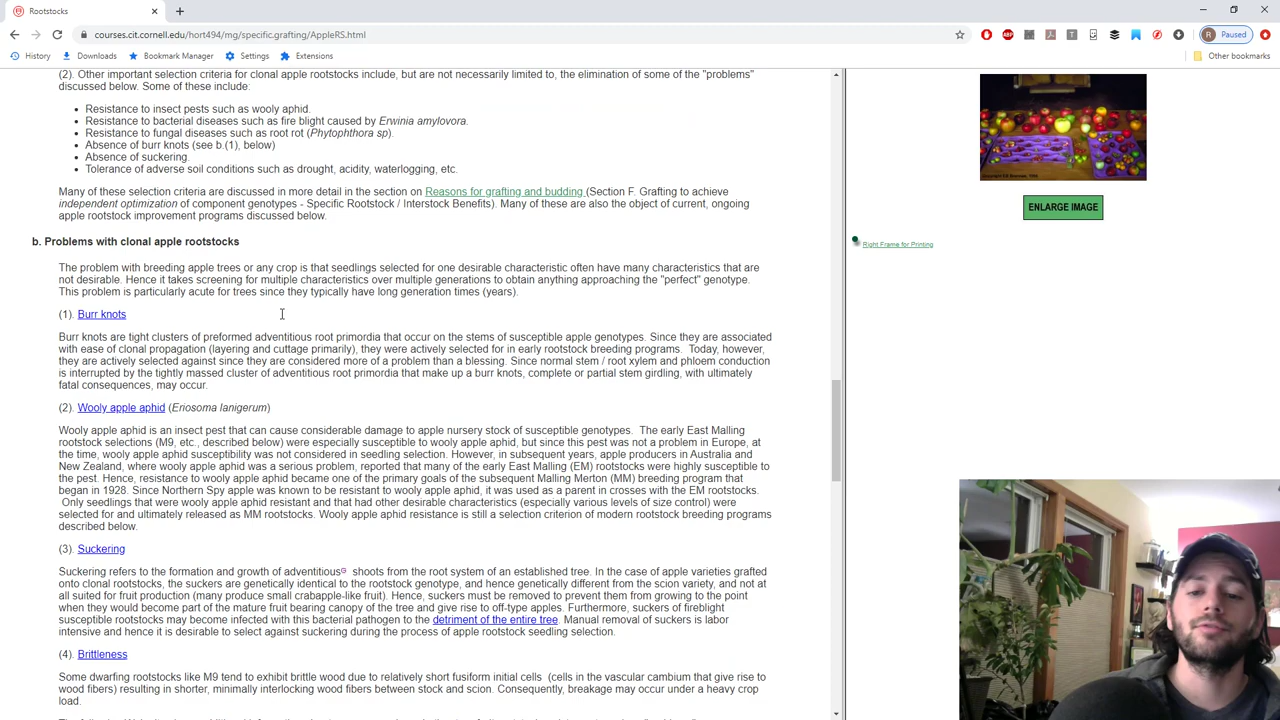 Rootstocks
courses.cit.cornell.edu/hort494/mg/specific.grafting/AppleRS.html
Paused
History Downloads Bookmark Manager Settings Extensions Other bookmarks
(2). Other important selection criteria for clonal apple rootstocks include, but are not necessarily limited to, the elimination of some of the "problems"
discussed below. Some of these include:
Resistance to insect pests such as wooly aphid.
Resistance to bacterial diseases such as fire blight caused by Erwinia amylovora.
Resistance to fungal diseases such as root rot (Phytophthora sp).
Absence of burr knots (see b.(1), below)
Absence of suckering.
Tolerance of adverse soil conditions such as drought, acidity, waterlogging, etc.
Many of these selection criteria are discussed in more detail in the section on Reasons for grafting and budding (Section F. Grafting to achieve
independent optimization of component genotypes - Specific Rootstock / Interstock Benefits). Many of these are also the object of current, ongoing
apple rootstock improvement programs discussed below.
b. Problems with clonal apple rootstocks
The problem with breeding apple trees or any crop is that seedlings selected for one desirable characteristic often have many characteristics that are
not desirable. Hence it takes screening for multiple characteristics over multiple generations to obtain anything approaching the "perfect" genotype.
This problem is particularly acute for trees since they typically have long generation times (years).
(1). Burr knots
Burr knots are tight clusters of preformed adventitious root primordia that occur on the stems of susceptible apple genotypes. Since they are associated
with ease of clonal propagation (layering and cuttage primarily), they were actively selected for in early rootstock breeding programs. Today, however,
they are actively selected against since they are considered more of a problem than a blessing. Since normal stem / root xylem and phloem conduction
is interrupted by the tightly massed cluster of adventitious root primordia that make up a burr knots, complete or partial stem girdling, with ultimately
fatal consequences, may occur.
(2). Wooly apple aphid (Eriosoma lanigerum)
Wooly apple aphid is an insect pest that can cause considerable damage to apple nursery stock of susceptible genotypes. The early East Malling
rootstock selections (M9, etc., described below) were especially susceptible to wooly apple aphid, but since this pest was not a problem in Europe, at
the time, wooly apple aphid susceptibility was not considered in seedling selection. However, in subsequent years, apple producers in Australia and
New Zealand, where wooly apple aphid was a serious problem, reported that many of the early East Malling (EM) rootstocks were highly susceptible to
the pest. Hence, resistance to wooly apple aphid became one of the primary goals of the subsequent Malling Merton (MM) breeding program that
began in 1928. Since Northern Spy apple was known to be resistant to wooly apple aphid, it was used as a parent in crosses with the EM rootstocks.
Only seedlings that were wooly apple aphid resistant and that had other desirable characteristics (especially various levels of size control) were
selected for and ultimately released as MM rootstocks. Wooly apple aphid resistance is still a selection criterion of modern rootstock breeding programs
described below.
(3). Suckering
Suckering refers to the formation and growth of adventitious shoots from the root system of an established tree. In the case of apple varieties grafted
onto clonal rootstocks, the suckers are genetically identical to the rootstock genotype, and hence genetically different from the scion variety, and not at
all suited for fruit production (many produce small crabapple-like fruit). Hence, suckers must be removed to prevent them from growing to the point
when they would become part of the mature fruit bearing canopy of the tree and give rise to off-type apples. Furthermore, suckers of fireblight
susceptible rootstocks may become infected with this bacterial pathogen to the detriment of the entire tree. Manual removal of suckers is labor
intensive and hence it is desirable to select against suckering during the process of apple rootstock seedling selection.
(4). Brittleness
Some dwarfing rootstocks like M9 tend to exhibit brittle wood due to relatively short fusiform initial cells (cells in the vascular cambium that give rise to
wood fibers) resulting in shorter, minimally interlocking wood fibers between stock and scion. Consequently, breakage may occur under a heavy crop
load.
ENLARGE IMAGE
Right Frame for Printing